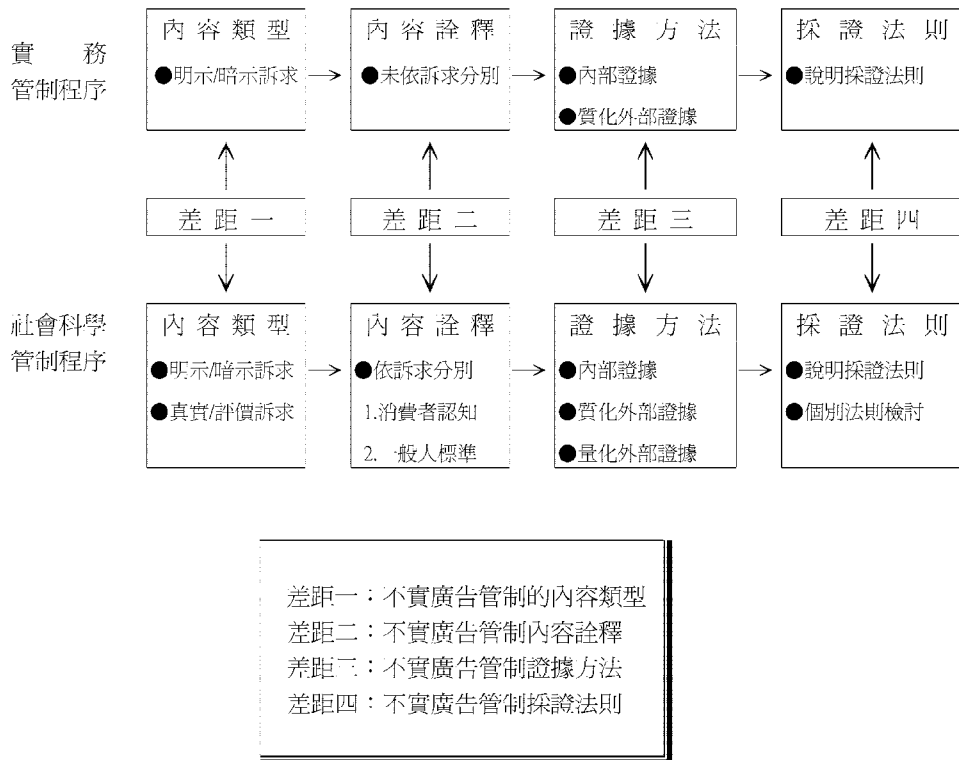 實務
管制程序
內容類型
●明示/暗示訴求
內容詮釋
●未依訴求分別
證據方法
●內部證據
●質化外部證據
採證法則
●說明採證法則
差距一
差距二
差距三
差距四
社會科學
管制程序
內容類型
●明示/暗示訴求
●真實/評價訴求
內容詮釋
●依訴求分別
1.消費者認知
2.一般人標準
證據方法
●內部證據
●質化外部證據
●量化外部證據
採證法則
●說明採證法則
●個別法則檢討
差距一：不實廣告管制的內容類型
差距二：不實廣告管制內容詮釋
差距三：不實廣告管制證據方法
差距四：不實廣告管制採證法則